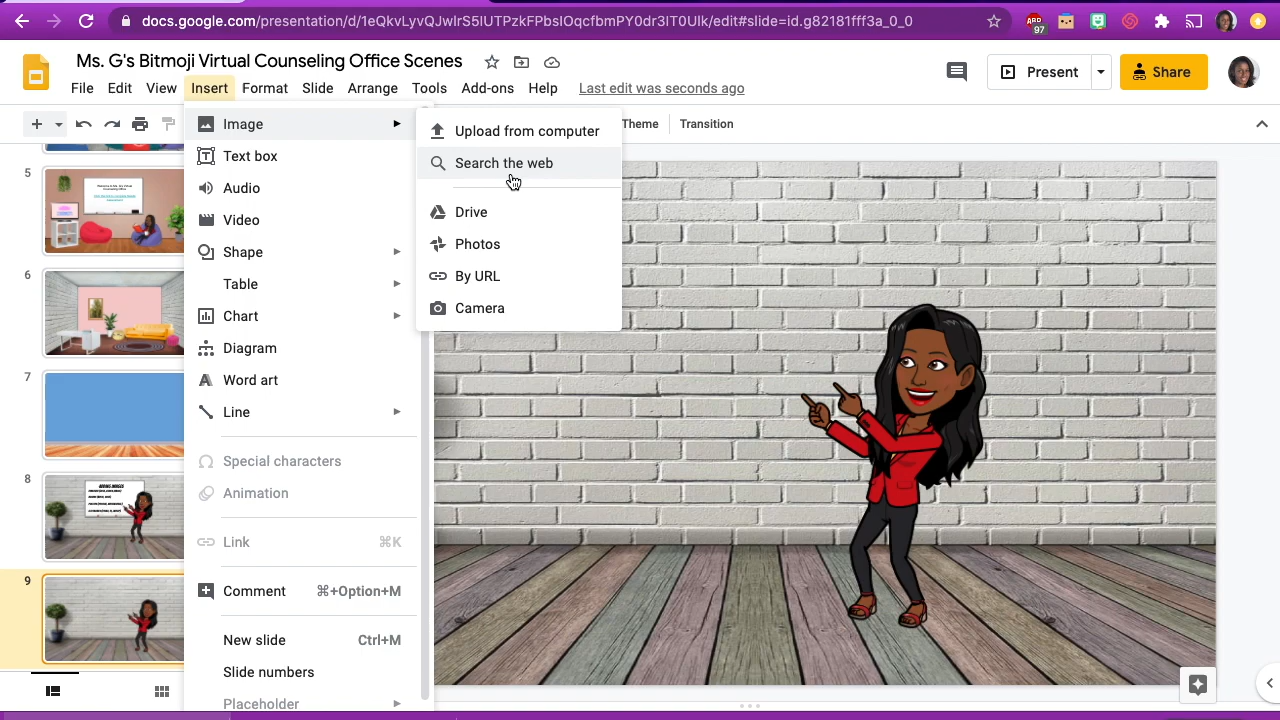 docs.google.com/presentation/d/1eQkvLyvQJwlrS5IUTPzkFPbsIOqcfbmPY0dr3IT0UIk/edit#slide=id.g82181fff3a_0_0
97
Ms. G's Bitmoji Virtual Counseling Office Scenes
File Edit View Insert Format Slide Arrange Tools Add-ons Help Last edit was seconds ago
Present
Share
Theme
Transition
Image
Text box
Audio
Video
Shape
Table
Chart
Diagram
Word art
Line
Special characters
Animation
Link ⌘K
Comment ⌘+Option+M
New slide Ctrl+M
Slide numbers
Placeholder
Upload from computer
Search the web
Drive
Photos
By URL
Camera
5
6
7
8
9